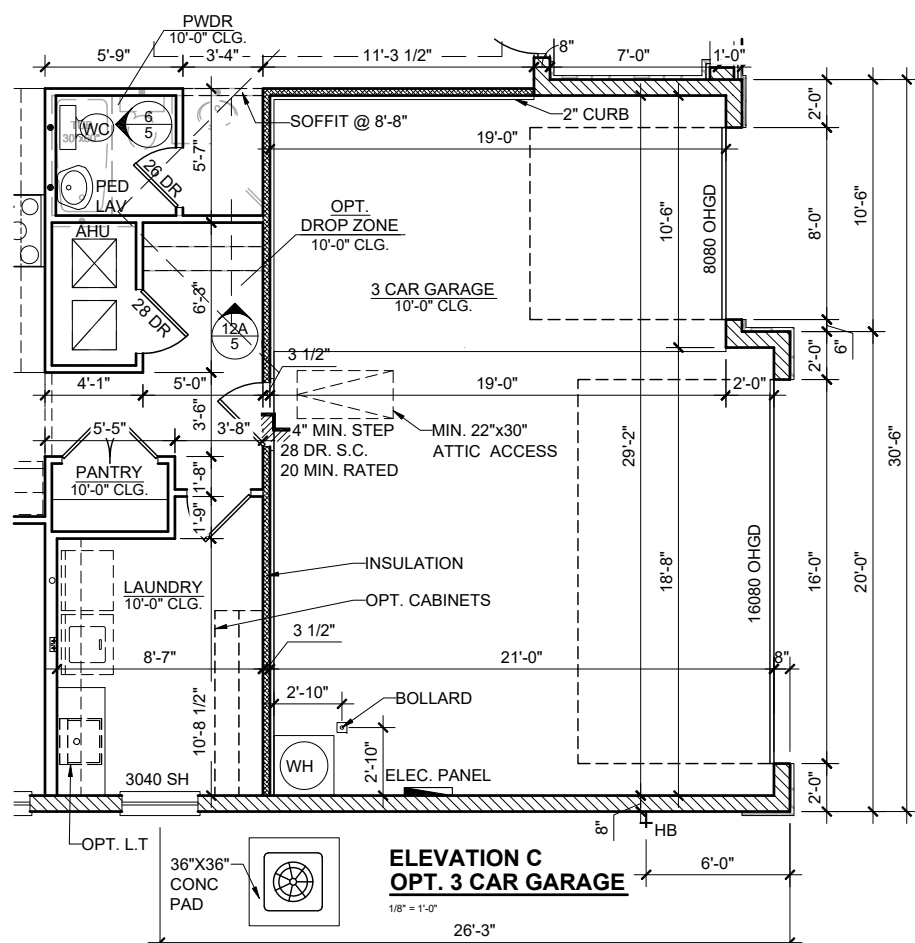 PWDR
10'-0" CLG.
5'-9"
3'-4"
11'-3 1/2"
8"
7'-0"
1'-0"
WC
6
5
SOFFIT @ 8'-8"
2" CURB
2'-0"
5'-7"
19'-0"
26 DR
PED
LAV
AHU
OPT.
DROP ZONE
10'-0" CLG.
10'-6"
8'-0"
8080 OHGD
10'-6"
3 CAR GARAGE
10'-0" CLG.
6'-3"
28 DR
12A
5
3 1/2"
2'-0"
6"
4'-1"
5'-0"
19'-0"
2'-0"
3'-6"
5'-5"
3'-8"
4" MIN. STEP
28 DR. S.C.
20 MIN. RATED
MIN. 22"x30"
ATTIC ACCESS
29'-2"
30'-6"
PANTRY
10'-0" CLG.
1'-8"
1'-9"
INSULATION
18'-8"
16080 OHGD
16'-0"
20'-0"
LAUNDRY
10'-0" CLG.
OPT. CABINETS
3 1/2"
8'-7"
21'-0"
8"
2'-10"
BOLLARD
10'-8 1/2"
2'-10"
WH
3040 SH
ELEC. PANEL
2'-0"
8"
HB
OPT. L.T
36"X36"
CONC
PAD
ELEVATION C
OPT. 3 CAR GARAGE
1/8" = 1'-0"
6'-0"
26'-3"